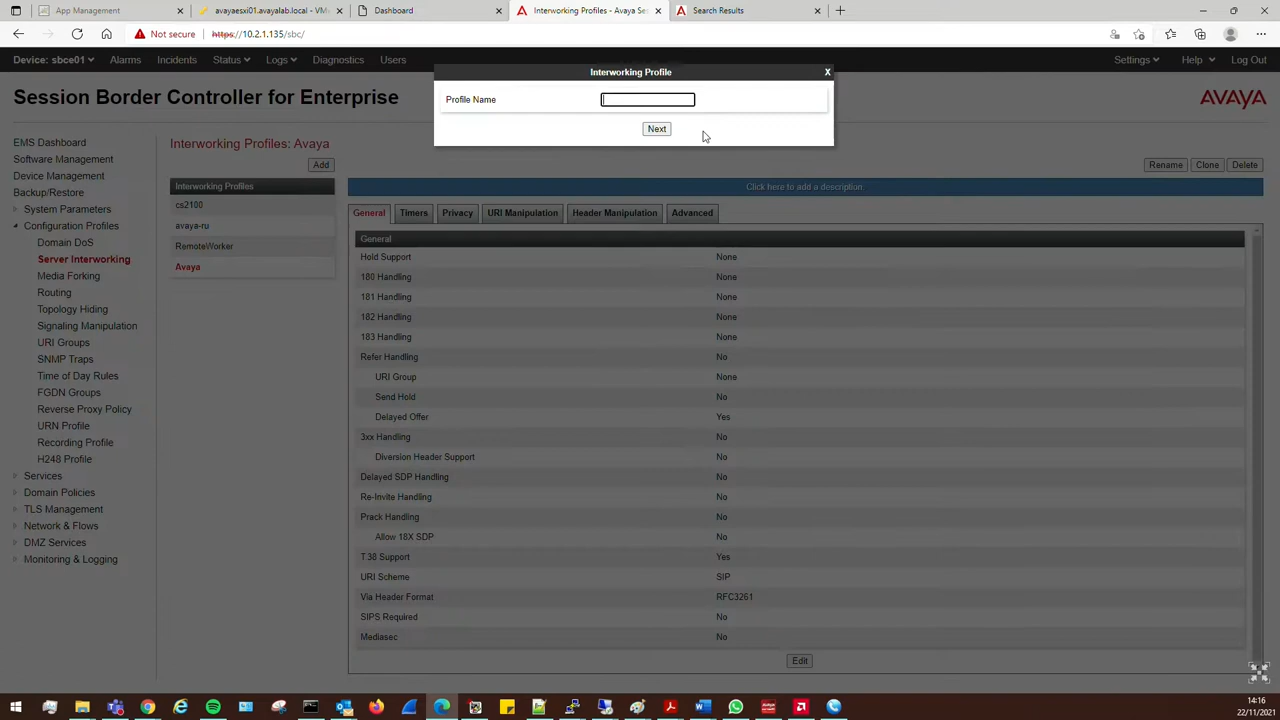 App Management
avayaesxi01.avayalab.local - VM
Dashboard
Interworking Profiles - Avaya Se
Search Results
Not secure
https://10.2.1.135/sbc/
Device: sbce01
Alarms
Incidents
Status
Logs
Diagnostics
Users
Settings
Help
Log Out
Interworking Profile
X
Session Border Controller for Enterprise
AVAYA
Profile Name
Next
EMS Dashboard
Software Management
Device Management
Backup/Restore
System Parameters
Configuration Profiles
Domain DoS
Server Interworking
Media Forking
Routing
Topology Hiding
Signaling Manipulation
URI Groups
SNMP Traps
Time of Day Rules
FGDN Groups
Reverse Proxy Policy
URN Profile
Recording Profile
H248 Profile
Services
Domain Policies
TLS Management
Network & Flows
DMZ Services
Monitoring & Logging
Interworking Profiles: Avaya
Add
Rename
Clone
Delete
Interworking Profiles
cs2100
avaya-ru
RemoteWorker
Avaya
Click here to add a description
General
Timers
Privacy
URI Manipulation
Header Manipulation
Advanced
General
Hold Support None
180 Handling None
181 Handling None
182 Handling None
183 Handling None
Refer Handling No
URI Group None
Send Hold No
Delayed Offer Yes
3xx Handling No
Diversion Header Support No
Delayed SDP Handling No
Re-Invite Handling No
Prack Handling No
Allow 18X SDP No
T.38 Support Yes
URI Scheme SIP
Via Header Format RFC3261
SIPS Required No
Mediasec No
Edit
14:16
22/11/2021